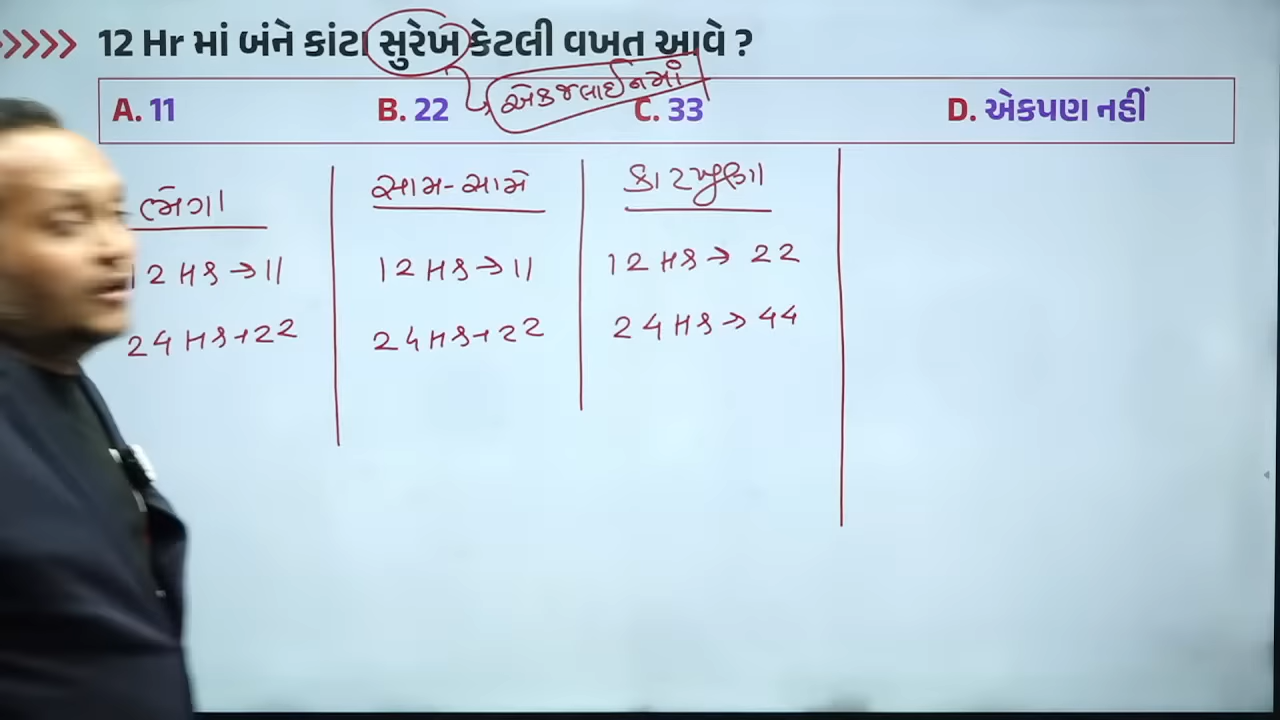 12 Hr માં બંને કાંટા સુરેખ કેટલી વખત આવે ?
એકજલાઈનમાં
A. 11 B. 22 C. 33 D. એકપણ નહીં
ભેગા સામ-સામે કાટખુણા
12 HR → 11 12 HR → 11 12 HR → 22
24 HR → 22 24 HR → 22 24 HR → 44